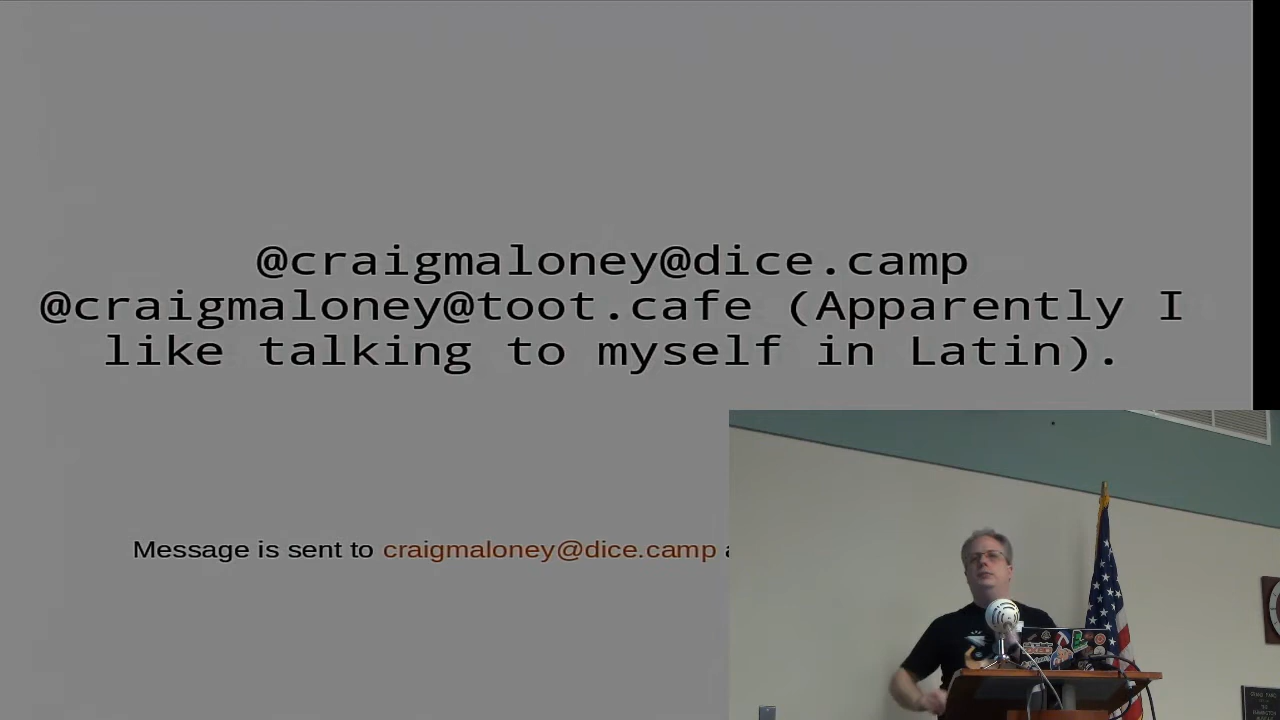 @craigmaloney@dice.camp
@craigmaloney@toot.cafe (Apparently I
like talking to myself in Latin).
Message is sent to craigmaloney@dice.camp